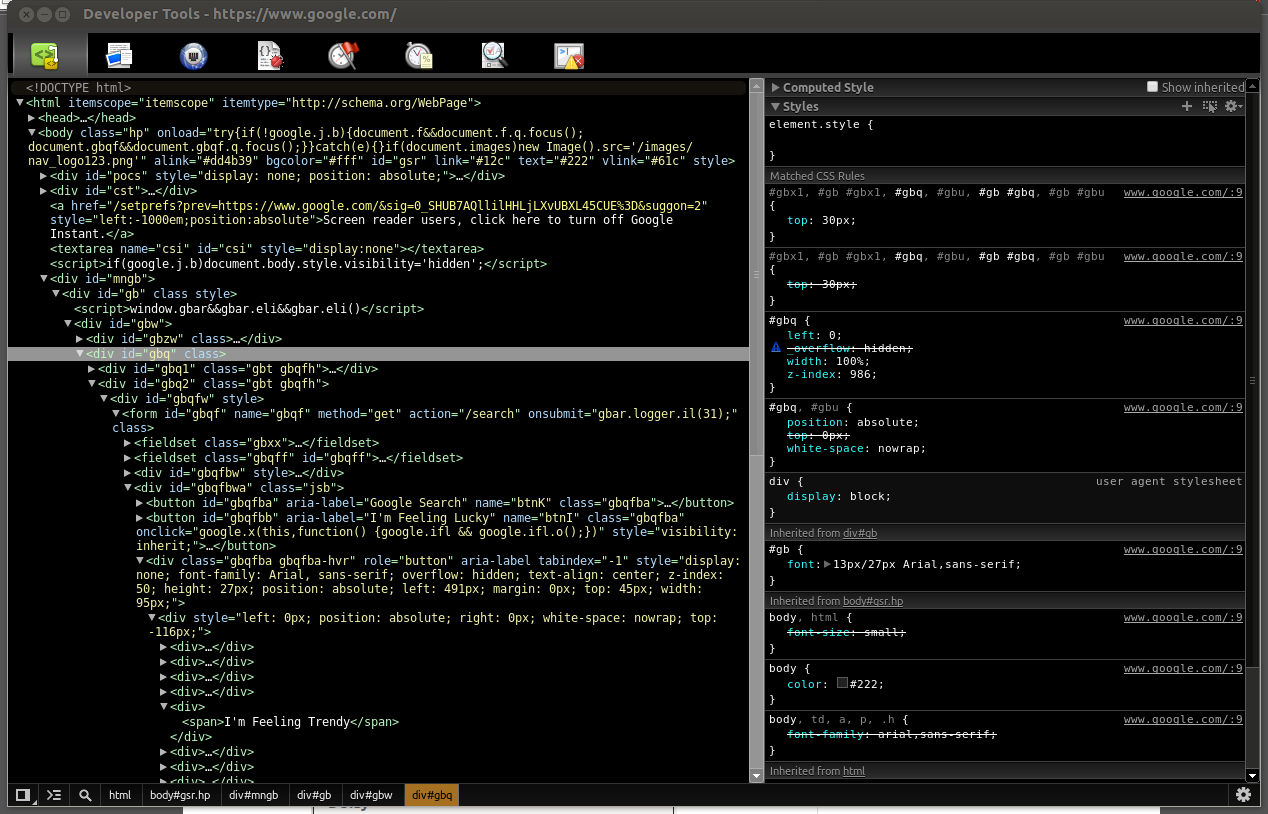 Developer Tools - https://www.google.com/
<!DOCTYPE html>
<html itemscope="itemscope" itemtype="http://schema.org/WebPage">
<head>…</head>
<body class="hp" onload="try{if(!google.j.b){document.f&&document.f.q.focus();
document.gbqf&&document.gbqf.q.focus();}}catch(e){}if(document.images)new Image().src='/images/
nav_logo123.png'" alink="#dd4b39" bgcolor="#fff" id="gsr" link="#12c" text="#222" vlink="#61c" style>
<div id="pocs" style="display: none; position: absolute;">…</div>
<div id="cst">…</div>
<a href="/setprefs?prev=https://www.google.com/&sig=0_SHUB7AQllilHHLjLXvUBXL45CUE%3D&suggon=2"
style="left:-1000em;position:absolute">Screen reader users, click here to turn off Google
Instant.</a>
<textarea name="csi" id="csi" style="display:none"></textarea>
<script>if(google.j.b)document.body.style.visibility='hidden';</script>
<div id="mngb">
<div id="gb" class style>
<script>window.gbar&&gbar.eli&&gbar.eli()</script>
<div id="gbw">
<div id="gbzw" class>…</div>
<div id="gbq" class>
<div id="gbq1" class="gbt gbqfh">…</div>
<div id="gbq2" class="gbt gbqfh">
<div id="gbqfw" style>
<form id="gbqf" name="gbqf" method="get" action="/search" onsubmit="gbar.logger.il(31);"
class>
<fieldset class="gbxx">…</fieldset>
<fieldset class="gbqff" id="gbqff">…</fieldset>
<div id="gbqfbw" style>…</div>
<div id="gbqfbwa" class="jsb">
<button id="gbqfba" aria-label="Google Search" name="btnK" class="gbqfba">…</button>
<button id="gbqfbb" aria-label="I'm Feeling Lucky" name="btnI" class="gbqfba"
onclick="google.x(this,function() {google.ifl && google.ifl.o();})" style="visibility:
inherit;">…</button>
<div class="gbqfba gbqfba-hvr" role="button" aria-label tabindex="-1" style="display:
none; font-family: Arial, sans-serif; overflow: hidden; text-align: center; z-index:
50; height: 27px; position: absolute; left: 491px; margin: 0px; top: 45px; width:
95px;">
<div style="left: 0px; position: absolute; right: 0px; white-space: nowrap; top:
-116px;">
<div>…</div>
<div>…</div>
<div>…</div>
<div>…</div>
<div>
<span>I'm Feeling Trendy</span>
</div>
<div>…</div>
<div>…</div>
<div>…</div>
Computed Style Show inherited
Styles
element.style {
}
Matched CSS Rules
#gbx1, #gb #gbx1, #gbq, #gbu, #gb #gbq, #gb #gbu www.google.com/:9
{
top: 30px;
}
#gbx1, #gb #gbx1, #gbq, #gbu, #gb #gbq, #gb #gbu www.google.com/:9
{
top: 30px;
}
#gbq { www.google.com/:9
left: 0;
_overflow: hidden;
width: 100%;
z-index: 986;
}
#gbq, #gbu { www.google.com/:9
position: absolute;
top: 0px;
white-space: nowrap;
}
div { user agent stylesheet
display: block;
}
Inherited from div#gb
#gb { www.google.com/:9
font: 13px/27px Arial,sans-serif;
}
Inherited from body#gsr.hp
body, html { www.google.com/:9
font-size: small;
}
body { www.google.com/:9
color: #222;
}
body, td, a, p, .h { www.google.com/:9
font-family: arial,sans-serif;
}
Inherited from html
html body#gsr.hp div#mngb div#gb div#gbw div#gbq